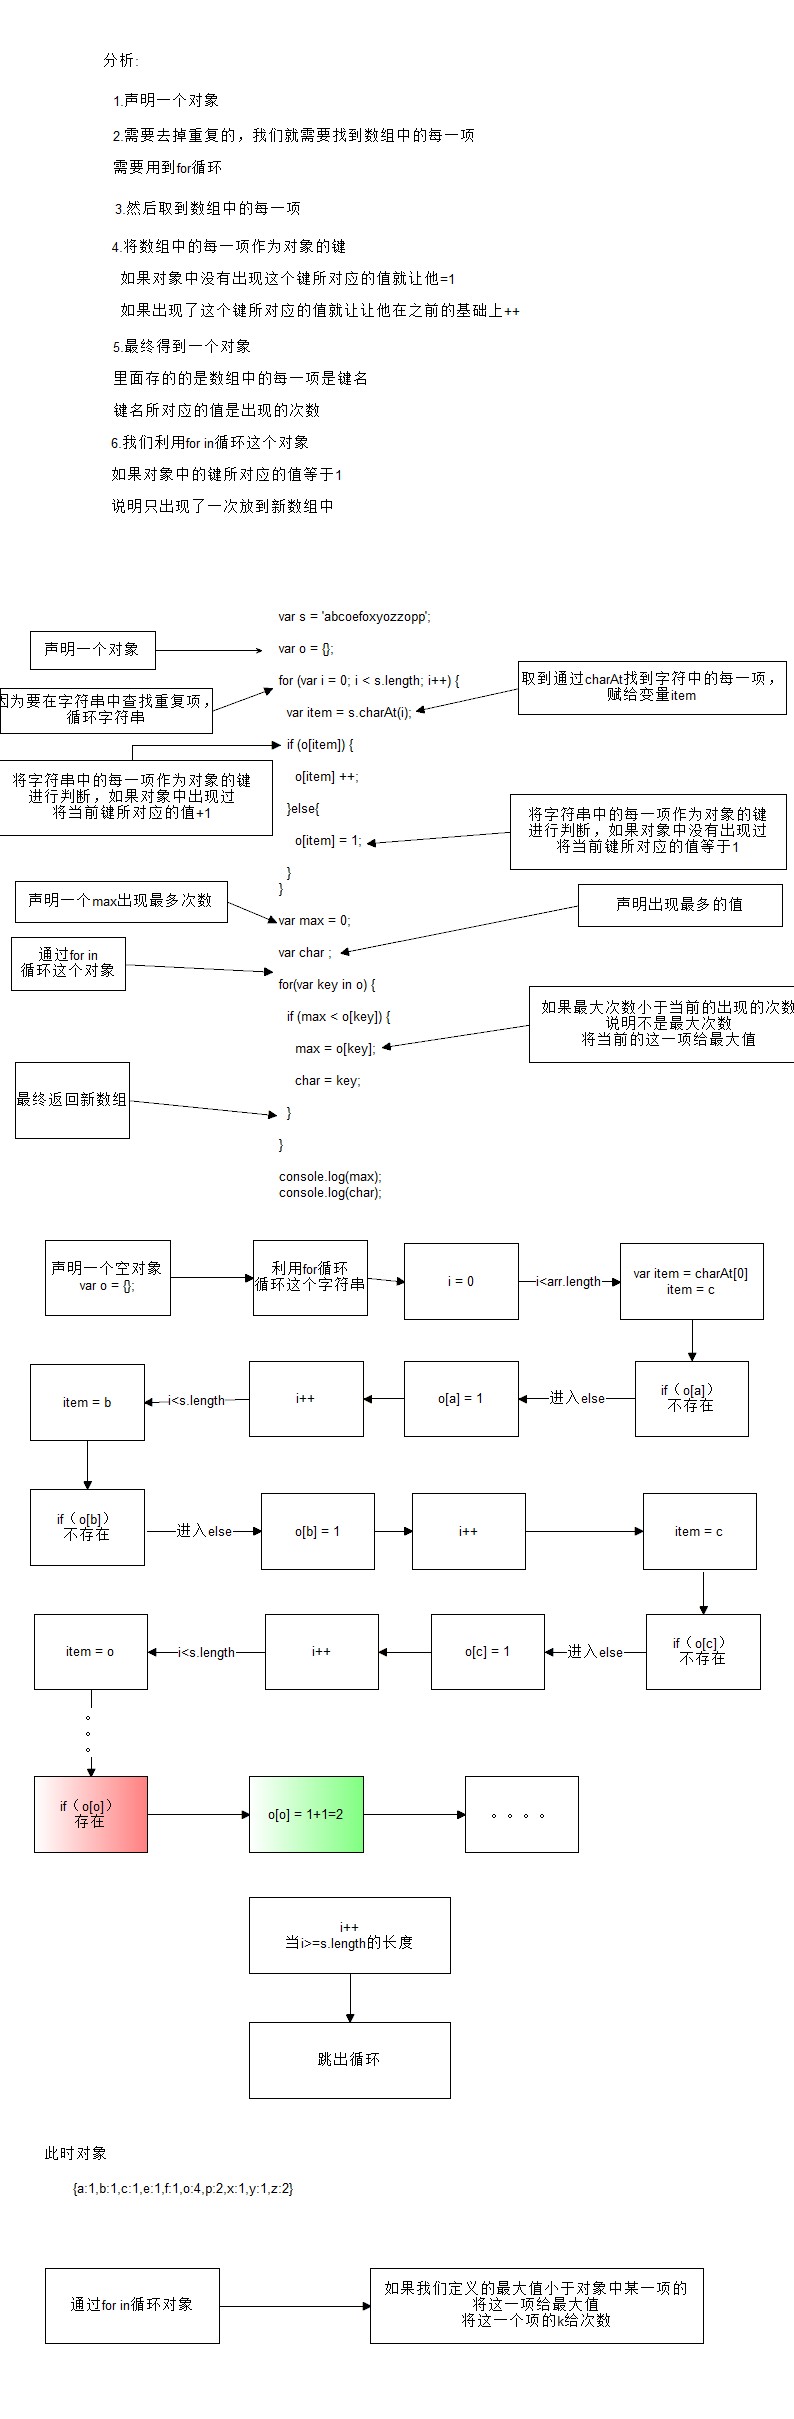 分析:
1.声明一个对象
2.需要去掉重复的，我们就需要找到数组中的每一项
需要用到for循环
3.然后取到数组中的每一项
4.将数组中的每一项作为对象的键
如果对象中没有出现这个键所对应的值就让他=1
如果出现了这个键所对应的值就让让他在之前的基础上++
5.最终得到一个对象
里面存的的是数组中的每一项是键名
键名所对应的值是出现的次数
6.我们利用for in循环这个对象
如果对象中的键所对应的值等于1
说明只出现了一次放到新数组中
var s = 'abcoefoxyozzopp';
声明一个对象
var o = {};
for (var i = 0; i < s.length; i++) {
取到通过charAt找到字符中的每一项，
赋给变量item
因为要在字符串中查找重复项，
循环字符串
var item = s.charAt(i);
if (o[item]) {
将字符串中的每一项作为对象的键
进行判断，如果对象中出现过
将当前键所对应的值+1
o[item] ++;
}else{
将字符串中的每一项作为对象的键
进行判断，如果对象中没有出现过
将当前键所对应的值等于1
o[item] = 1;
}
}
声明一个max出现最多次数
声明出现最多的值
var max = 0;
通过for in
循环这个对象
var char ;
for(var key in o) {
如果最大次数小于当前的出现的次数
说明不是最大次数
将当前的这一项给最大值
if (max < o[key]) {
max = o[key];
char = key;
最终返回新数组
}
}
console.log(max);
console.log(char);
声明一个空对象
var o = {};
利用for循环
循环这个字符串
i = 0
i<arr.length
var item = charAt[0]
item = c
if（o[a]）
不存在
进入else
o[a] = 1
i++
i<s.length
item = b
if（o[b]）
不存在
进入else
o[b] = 1
i++
item = c
if（o[c]）
不存在
进入else
o[c] = 1
i++
i<s.length
item = o
。
。
。
if（o[o]）
存在
o[o] = 1+1=2
。。。。
i++
当i>=s.length的长度
跳出循环
此时对象
{a:1,b:1,c:1,e:1,f:1,o:4,p:2,x:1,y:1,z:2}
通过for in循环对象
如果我们定义的最大值小于对象中某一项的
将这一项给最大值
将这一个项的k给次数